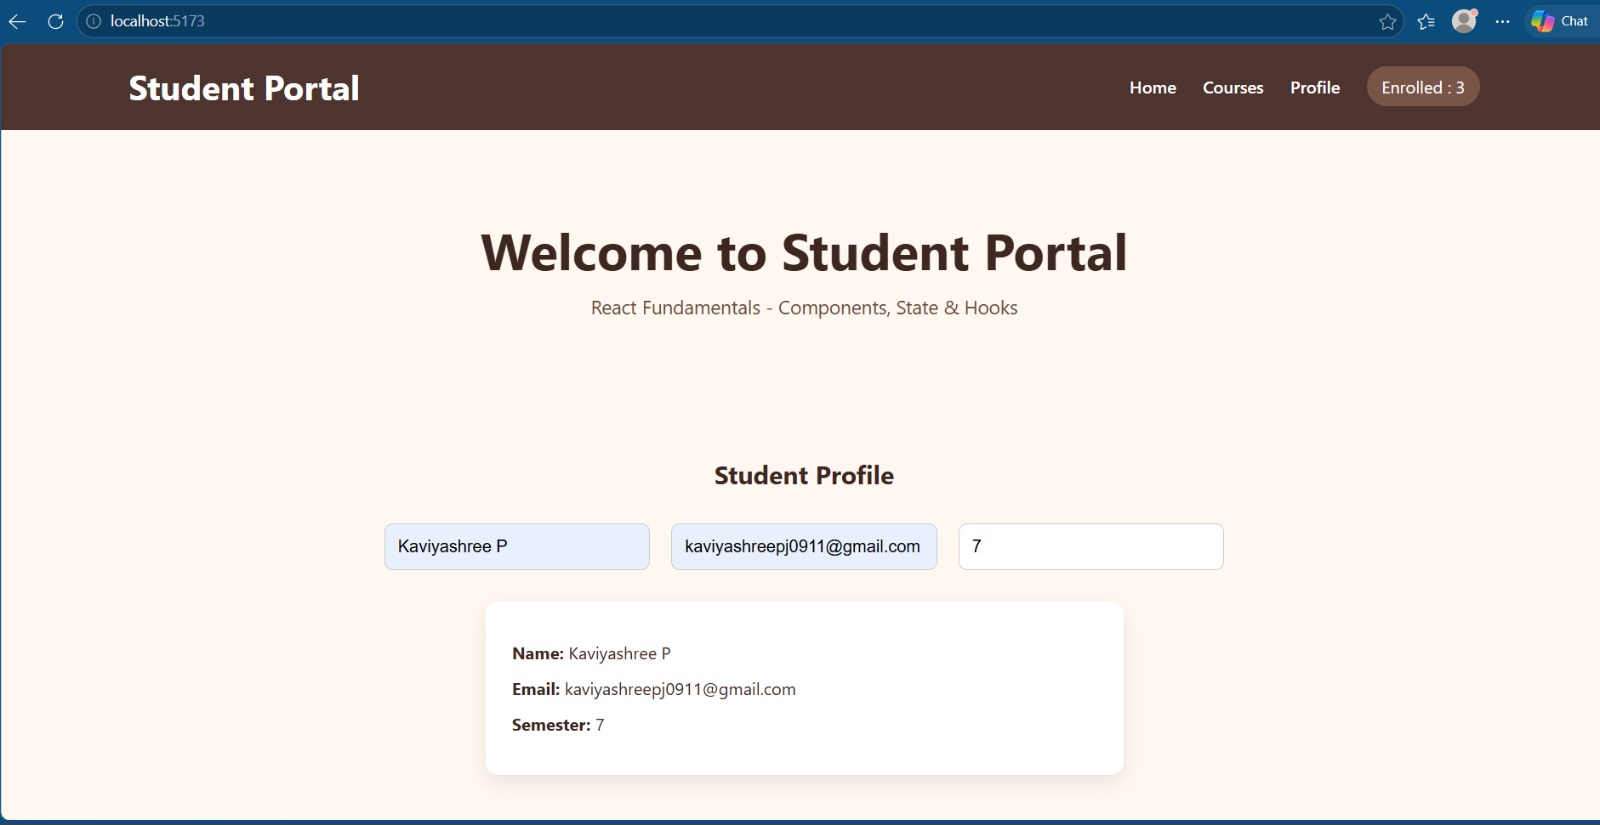 localhost:5173
Chat
Student Portal
Home Courses Profile Enrolled : 3
Welcome to Student Portal
React Fundamentals - Components, State & Hooks
Student Profile
Kaviyashree P kaviyashreepj0911@gmail.com 7
Name: Kaviyashree P
Email: kaviyashreepj0911@gmail.com
Semester: 7